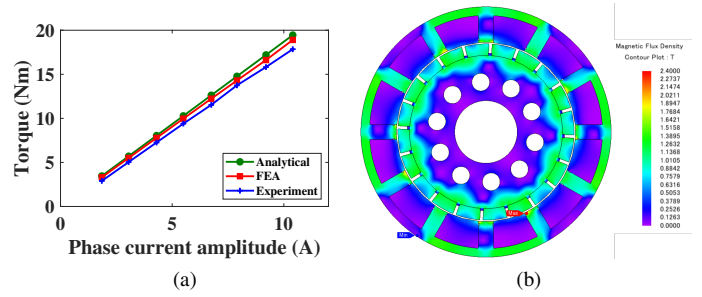 20
15
10
5
0
Torque (Nm)
Analytical
FEA
Experiment
0
5
10
Phase current amplitude (A)
(a)
Magnetic Flux Density
Contour Plot : T
2.4000
2.2737
2.1474
2.0211
1.8947
1.7684
1.6421
1.5158
1.3895
1.2632
1.1368
1.0105
0.8842
0.7579
0.6316
0.5053
0.3789
0.2526
0.1263
0.0000
Max
Min
(b)